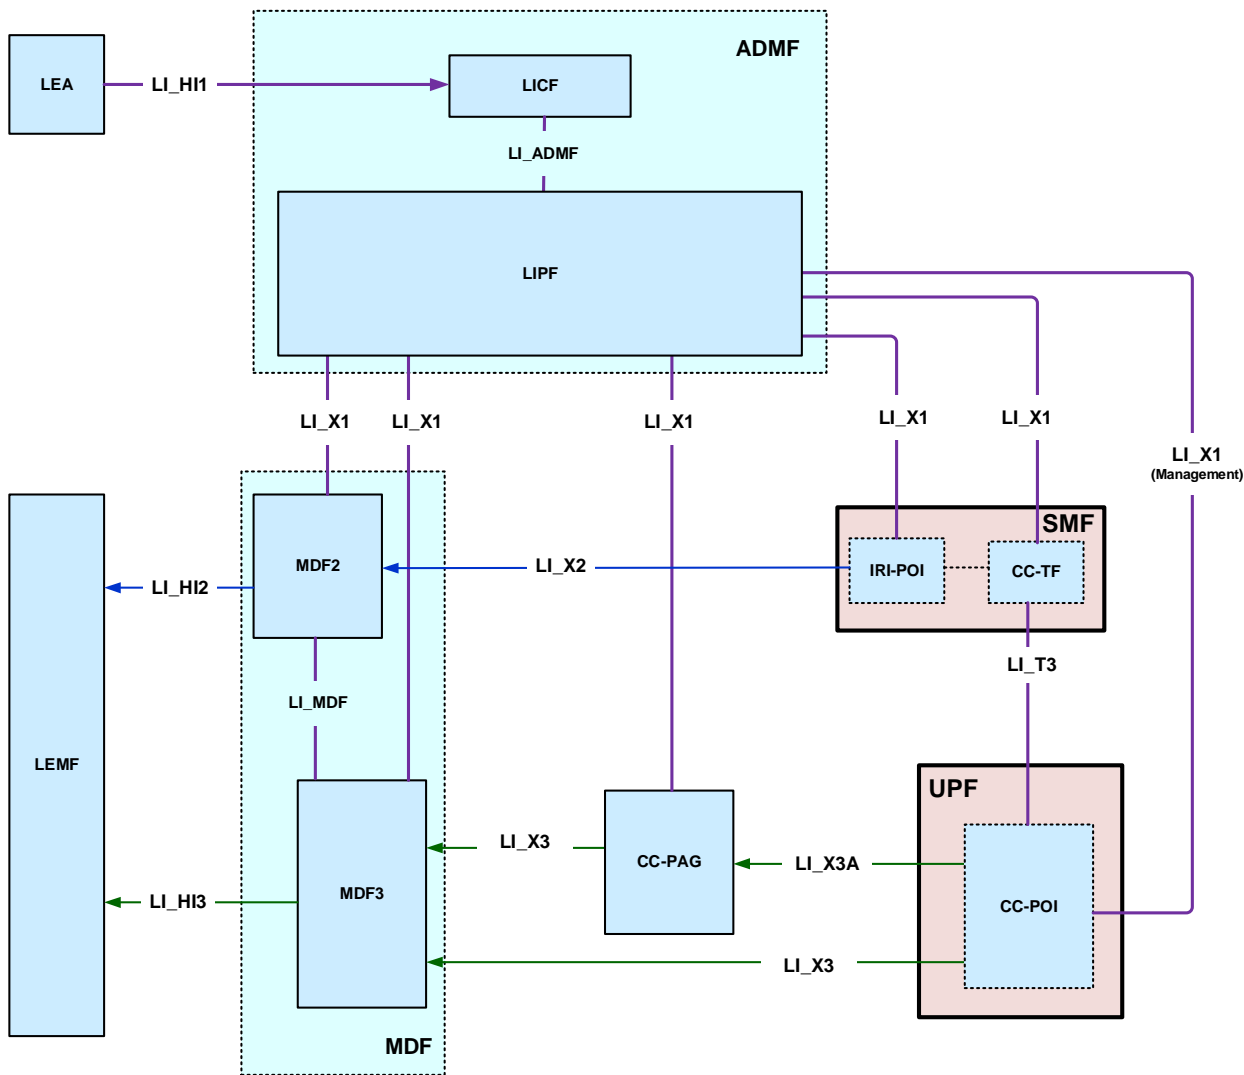 ADMF
LEA
LI_HI1
LICF
LI_ADMF
LIPF
LI_X1
LI_X1
LI_X1
LI_X1
LI_X1
LI_X1
(Management)
SMF
MDF2
LI_X2
IRI-POI
CC-TF
LI_HI2
LI_T3
LI_MDF
LEMF
UPF
LI_X3
CC-PAG
LI_X3A
MDF3
LI_HI3
CC-POI
LI_X3
MDF